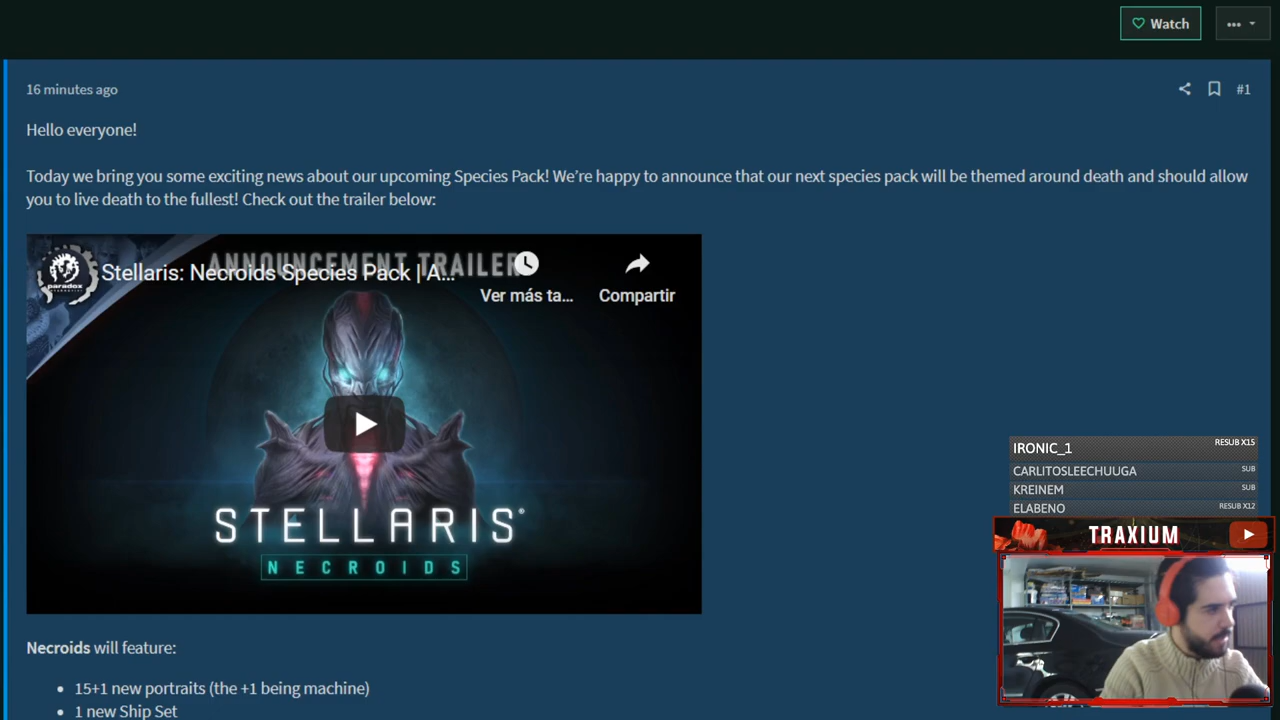 Watch
16 minutes ago
#1
Hello everyone!
Today we bring you some exciting news about our upcoming Species Pack! We’re happy to announce that our next species pack will be themed around death and should allow
you to live death to the fullest! Check out the trailer below:
ANNOUNCEMENT TRAILER
Stellaris: Necroids Species Pack | A...
paradox
Ver más ta...
Compartir
STELLARIS®
NECROIDS
IRONIC_1 RESUB X15
CARLITOSLEECHUUGA SUB
KREINEM SUB
ELABENO RESUB X12
TRAXIUM
Necroids will feature:
• 15+1 new portraits (the +1 being machine)
• 1 new Ship Set